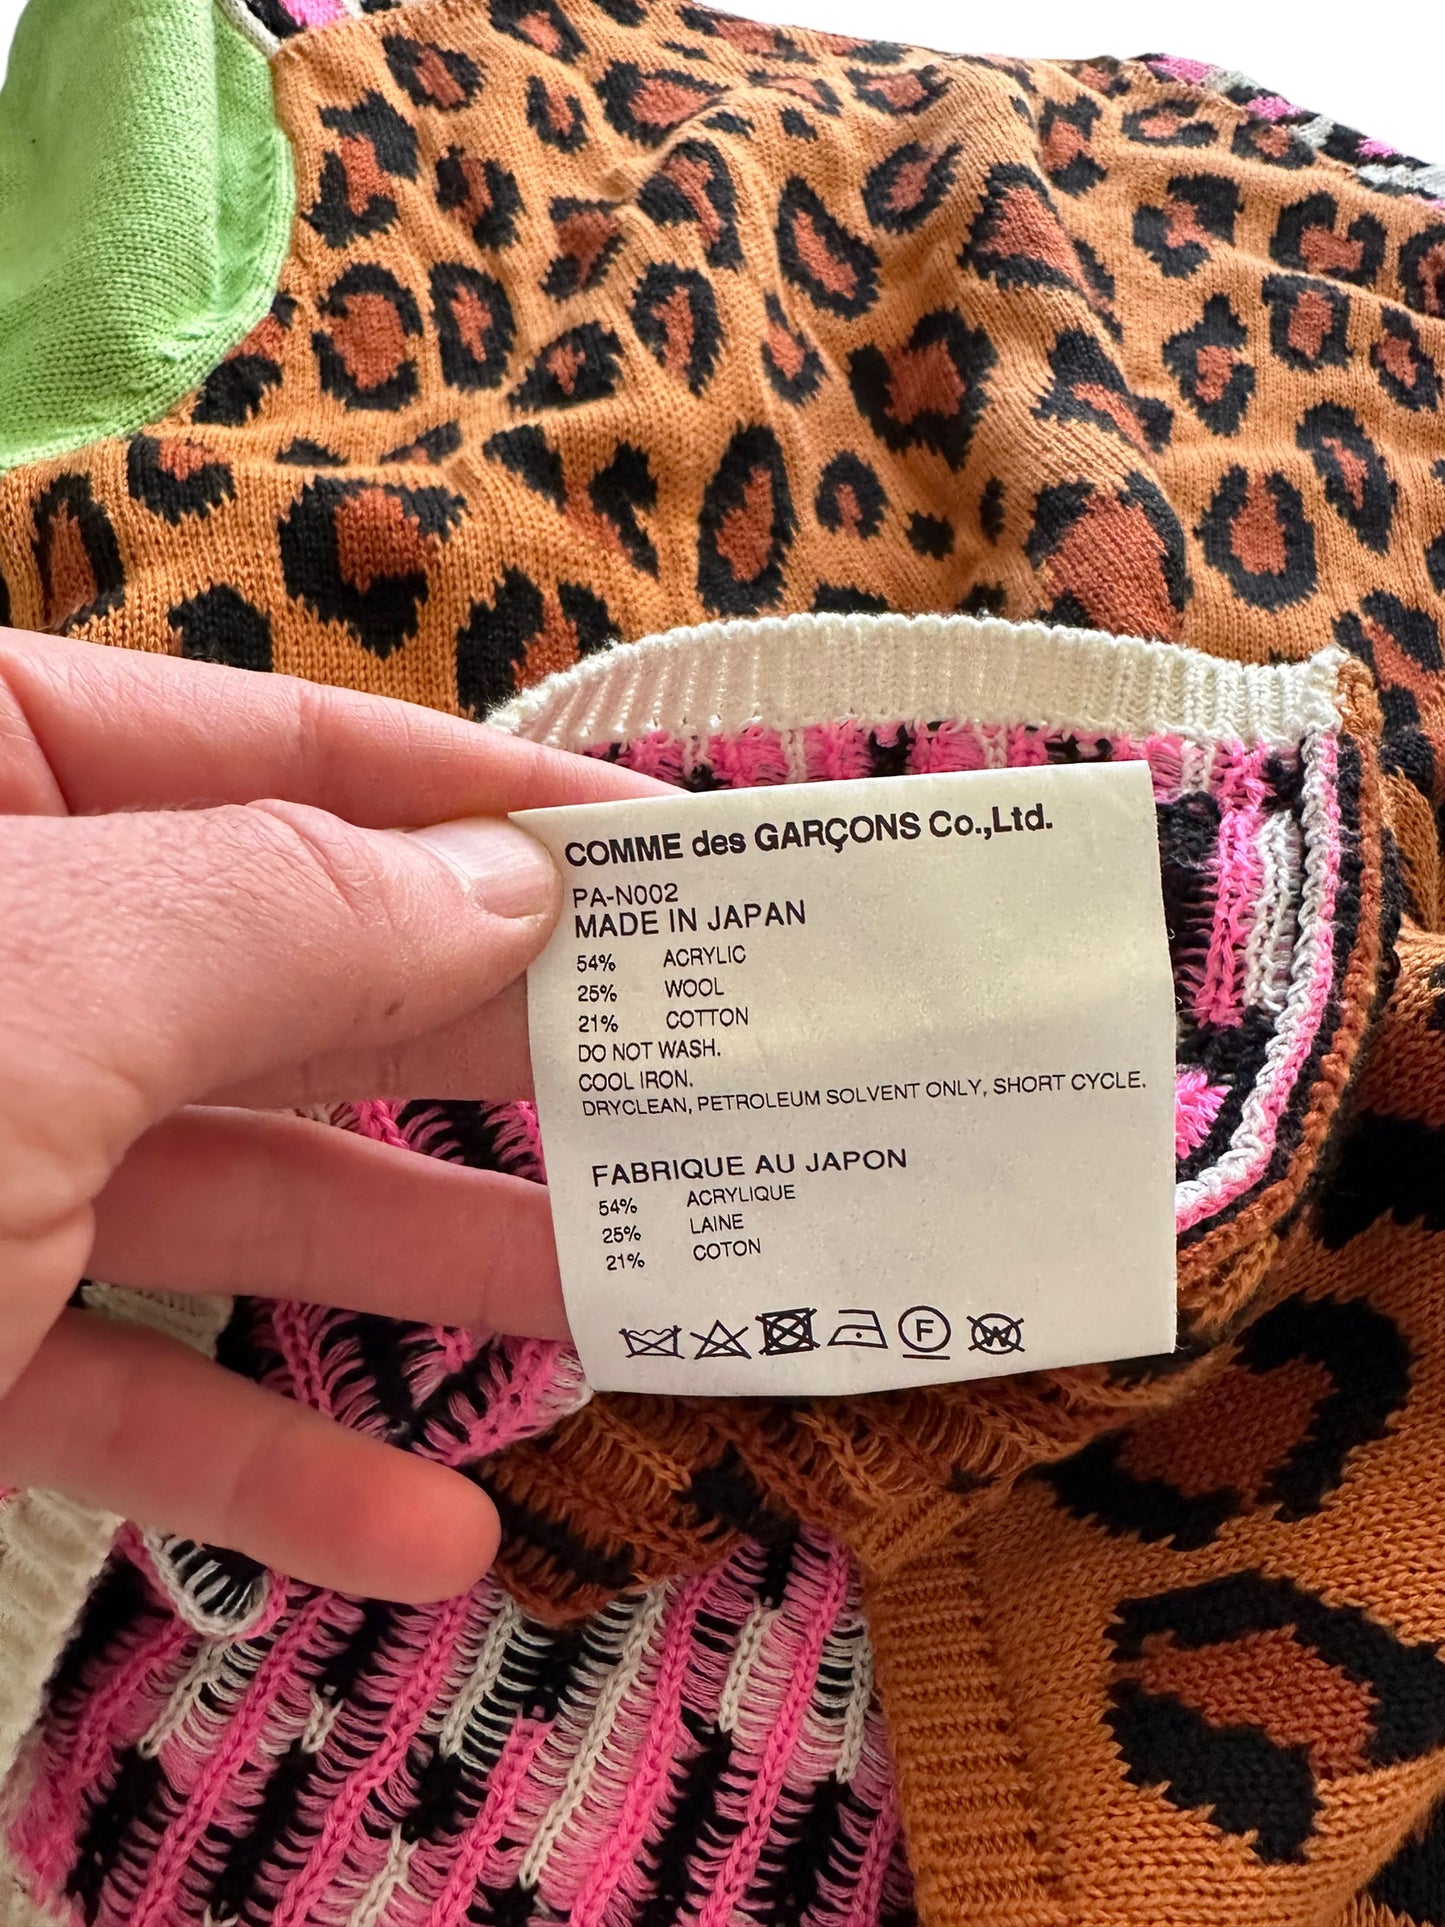 COMME des GARÇONS Co.,Ltd.
PA-N002
MADE IN JAPAN
54% ACRYLIC
25% WOOL
21% COTTON
DO NOT WASH.
COOL IRON.
DRYCLEAN, PETROLEUM SOLVENT ONLY, SHORT CYCLE.
FABRIQUE AU JAPON
54% ACRYLIQUE
25% LAINE
21% COTON
F W